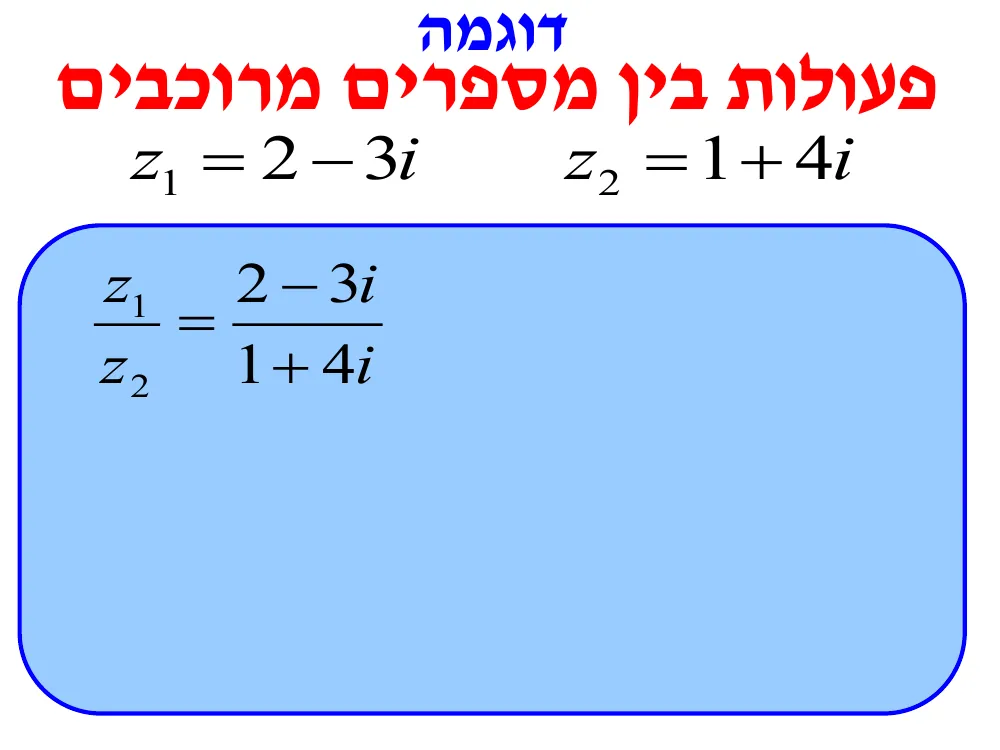 דוגמה
פעולות בין מספרים מרוכבים
z₁ = 2 − 3i z₂ = 1 + 4i
z₁/z₂ = (2 − 3i)/(1 + 4i)